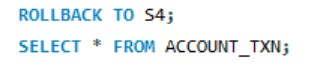 ROLLBACK TO S4;
SELECT * FROM ACCOUNT_TXN;